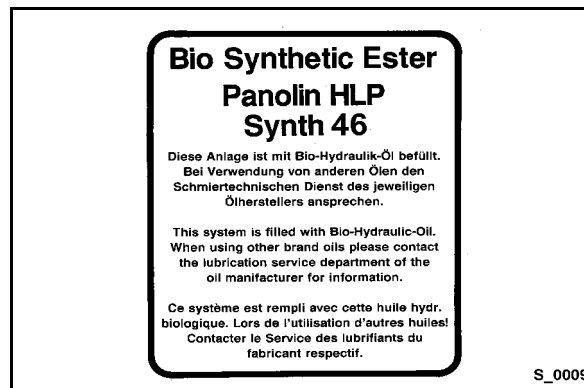 Bio Synthetic Ester
Panolin HLP
Synth 46
Diese Anlage ist mit Bio-Hydraulik-Öl befüllt.
Bei Verwendung von anderen Ölen den
Schmiertechnischen Dienst des jeweiligen
Ölherstellers ansprechen.
This system is filled with Bio-Hydraulic-Oil.
When using other brand oils please contact
the lubrication service department of the
oil manifacturer for information.
Ce système est rempli avec cette huile hydr.
biologique. Lors de l'utilisation d'autres huiles!
Contacter le Service des lubrifiants du
fabricant respectif.
S_0009